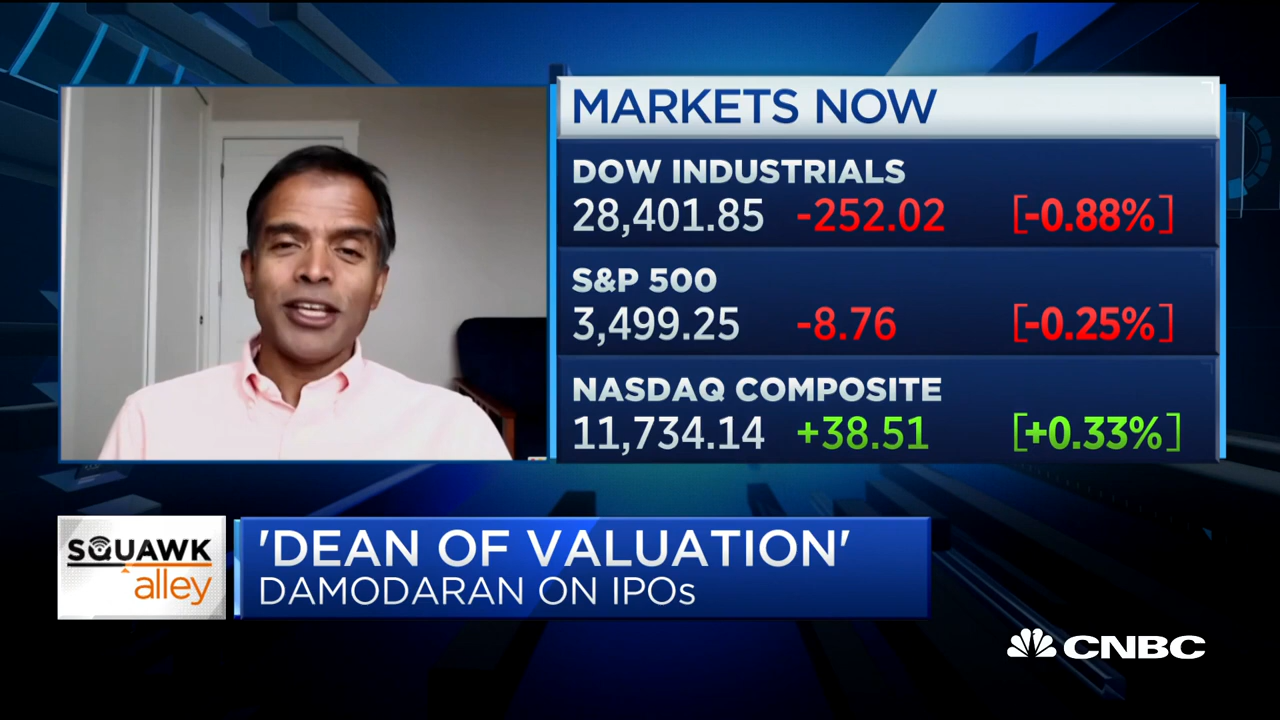 MARKETS NOW
DOW INDUSTRIALS
28,401.85 -252.02 [-0.88%]
S&P 500
3,499.25 -8.76 [-0.25%]
NASDAQ COMPOSITE
11,734.14 +38.51 [+0.33%]
SQUAWK
alley
'DEAN OF VALUATION'
DAMODARAN ON IPOs
CNBC